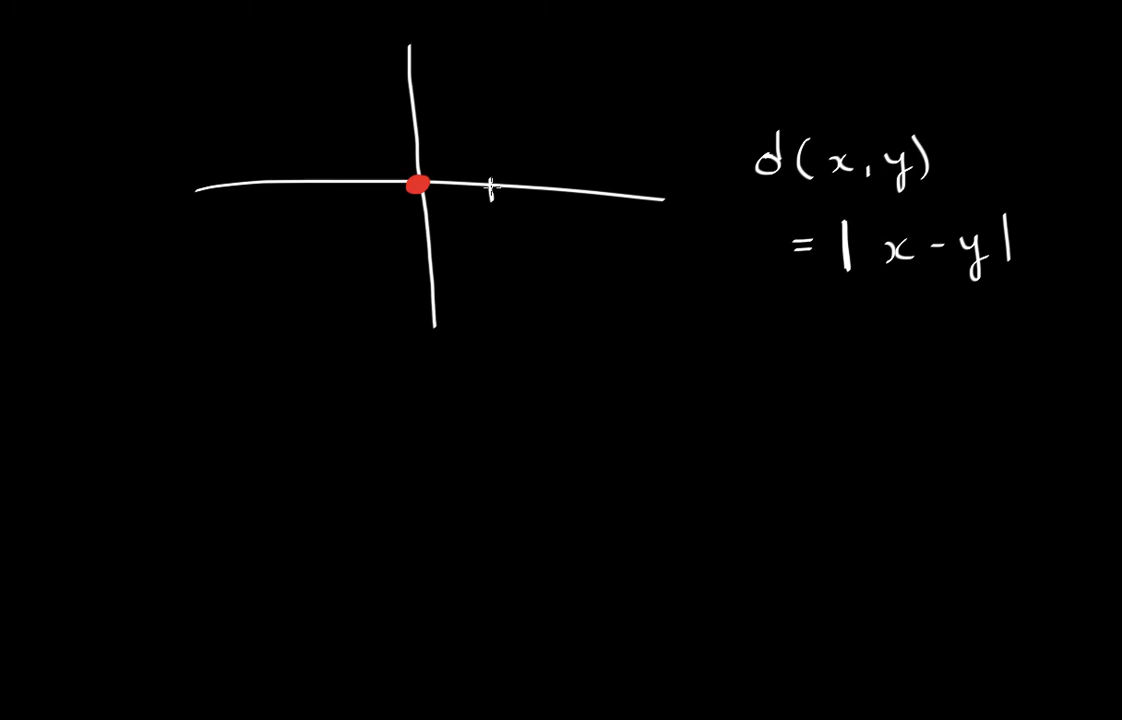 d(x,y)
= |x-y|